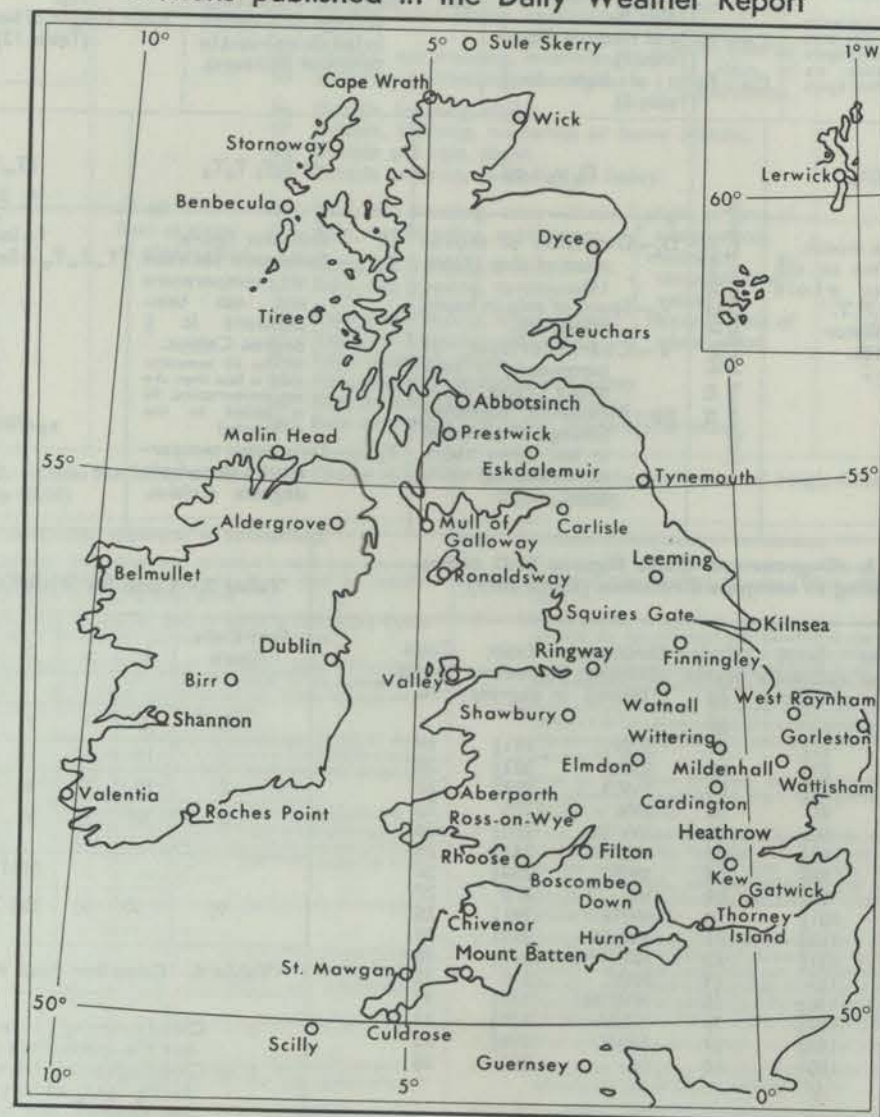 published in the Daily Weather Report
10°
5°
Sule Skerry
1° W
Cape Wrath
Wick
Stornoway
Lerwick
Benbecula
60°
Dyce
Tiree
Leuchars
0°
Abbotsinch
Malin Head
Prestwick
55°
Eskdalemuir
Tynemouth
55°
Aldergrove
Mull of
Galloway
Carlisle
Belmullet
Ronaldsway
Leeming
Squires Gate
Kilnsea
Dublin
Ringway
Finningley
Birr
Valley
Watnall
West Raynham
Shannon
Shawbury
Gorleston
Wittering
Elmdon
Mildenhall
Wattisham
Valentia
Aberporth
Cardington
Roches Point
Ross-on-Wye
Heathrow
Rhoose
Filton
Kew
Boscombe
Down
Gatwick
Chivenor
Thorney
Island
Hurn
St. Mawgan
Mount Batten
50°
50°
Scilly
Culdrose
Guernsey
10°
5°
0°